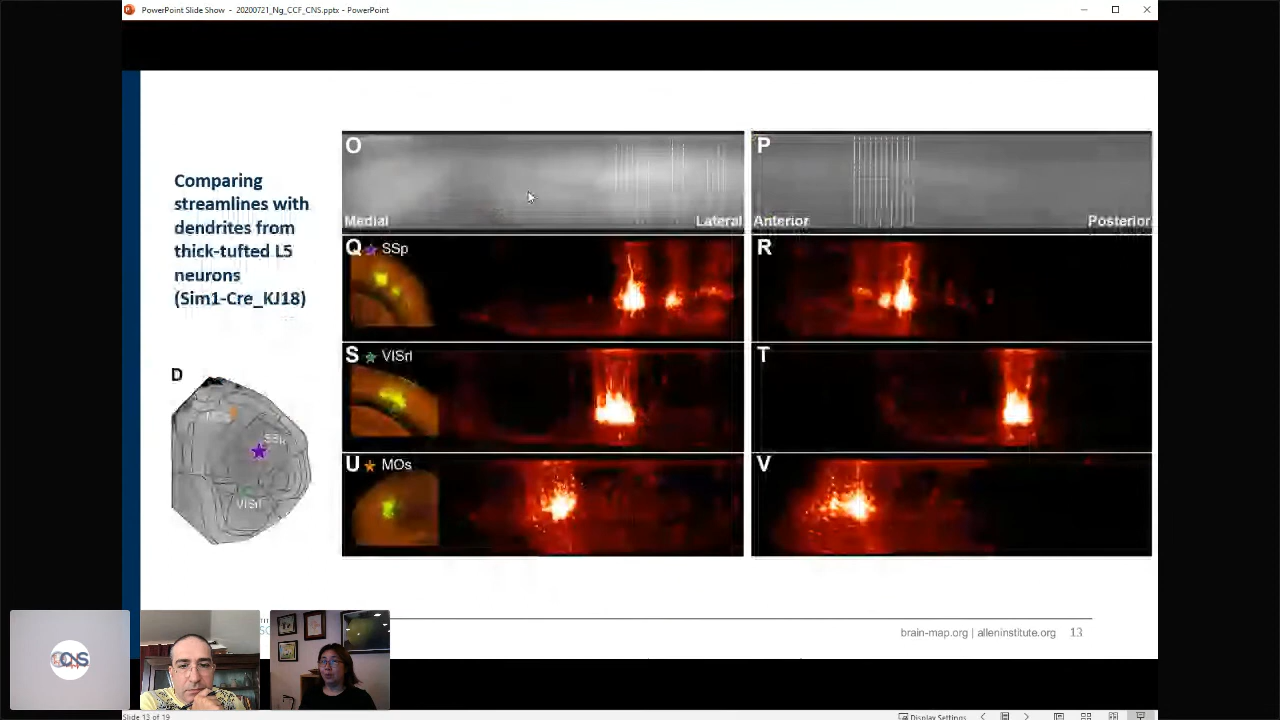 PowerPoint Slide Show - 20200721_Ng_CCF_CNS.pptx - PowerPoint
Comparing
streamlines with
dendrites from
thick-tufted L5
neurons
(Sim1-Cre_KJ18)
D
MOs
SSp
VISrl
O
Medial
Lateral
P
Anterior
Posterior
Q SSp
R
S VISrl
T
U MOs
V
CNS
brain-map.org | alleninstitute.org 13
Slide 13 of 19
Display Settings